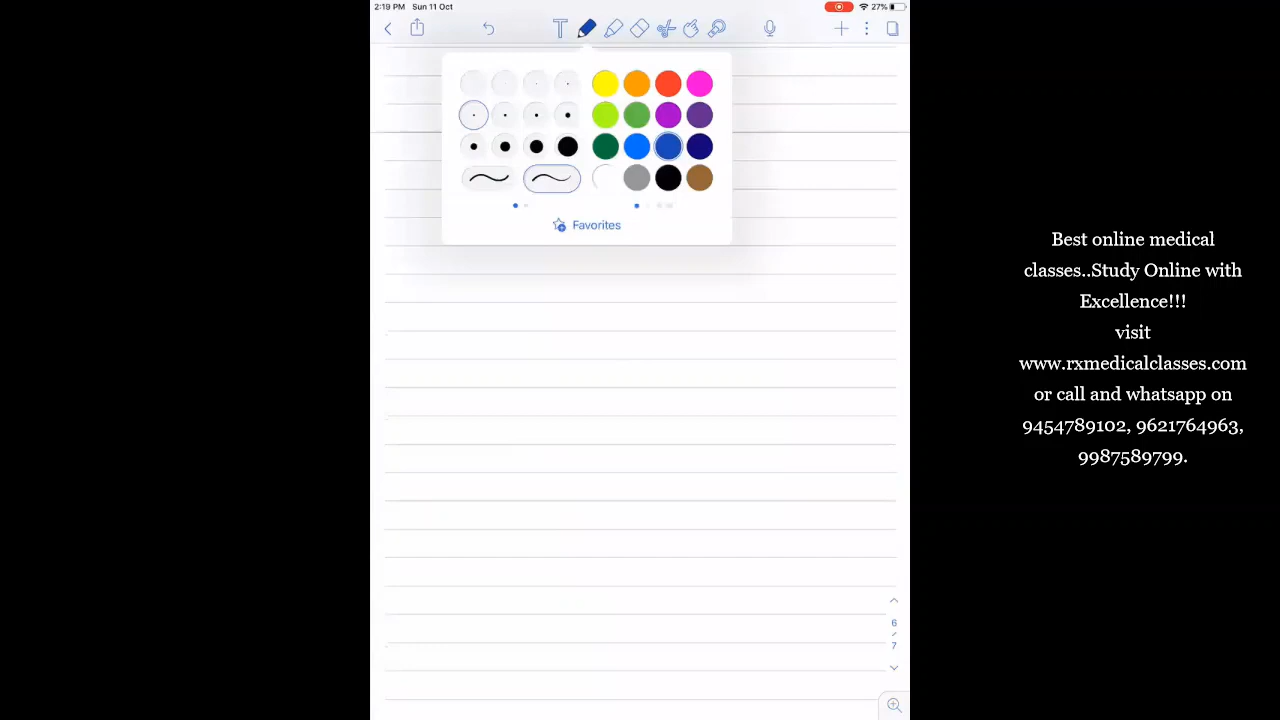 2:19 PM Sun 11 Oct
27%
T
Favorites
6
/
7
Best online medical
classes..Study Online with
Excellence!!!
visit
www.rxmedicalclasses.com
or call and whatsapp on
9454789102, 9621764963,
9987589799.